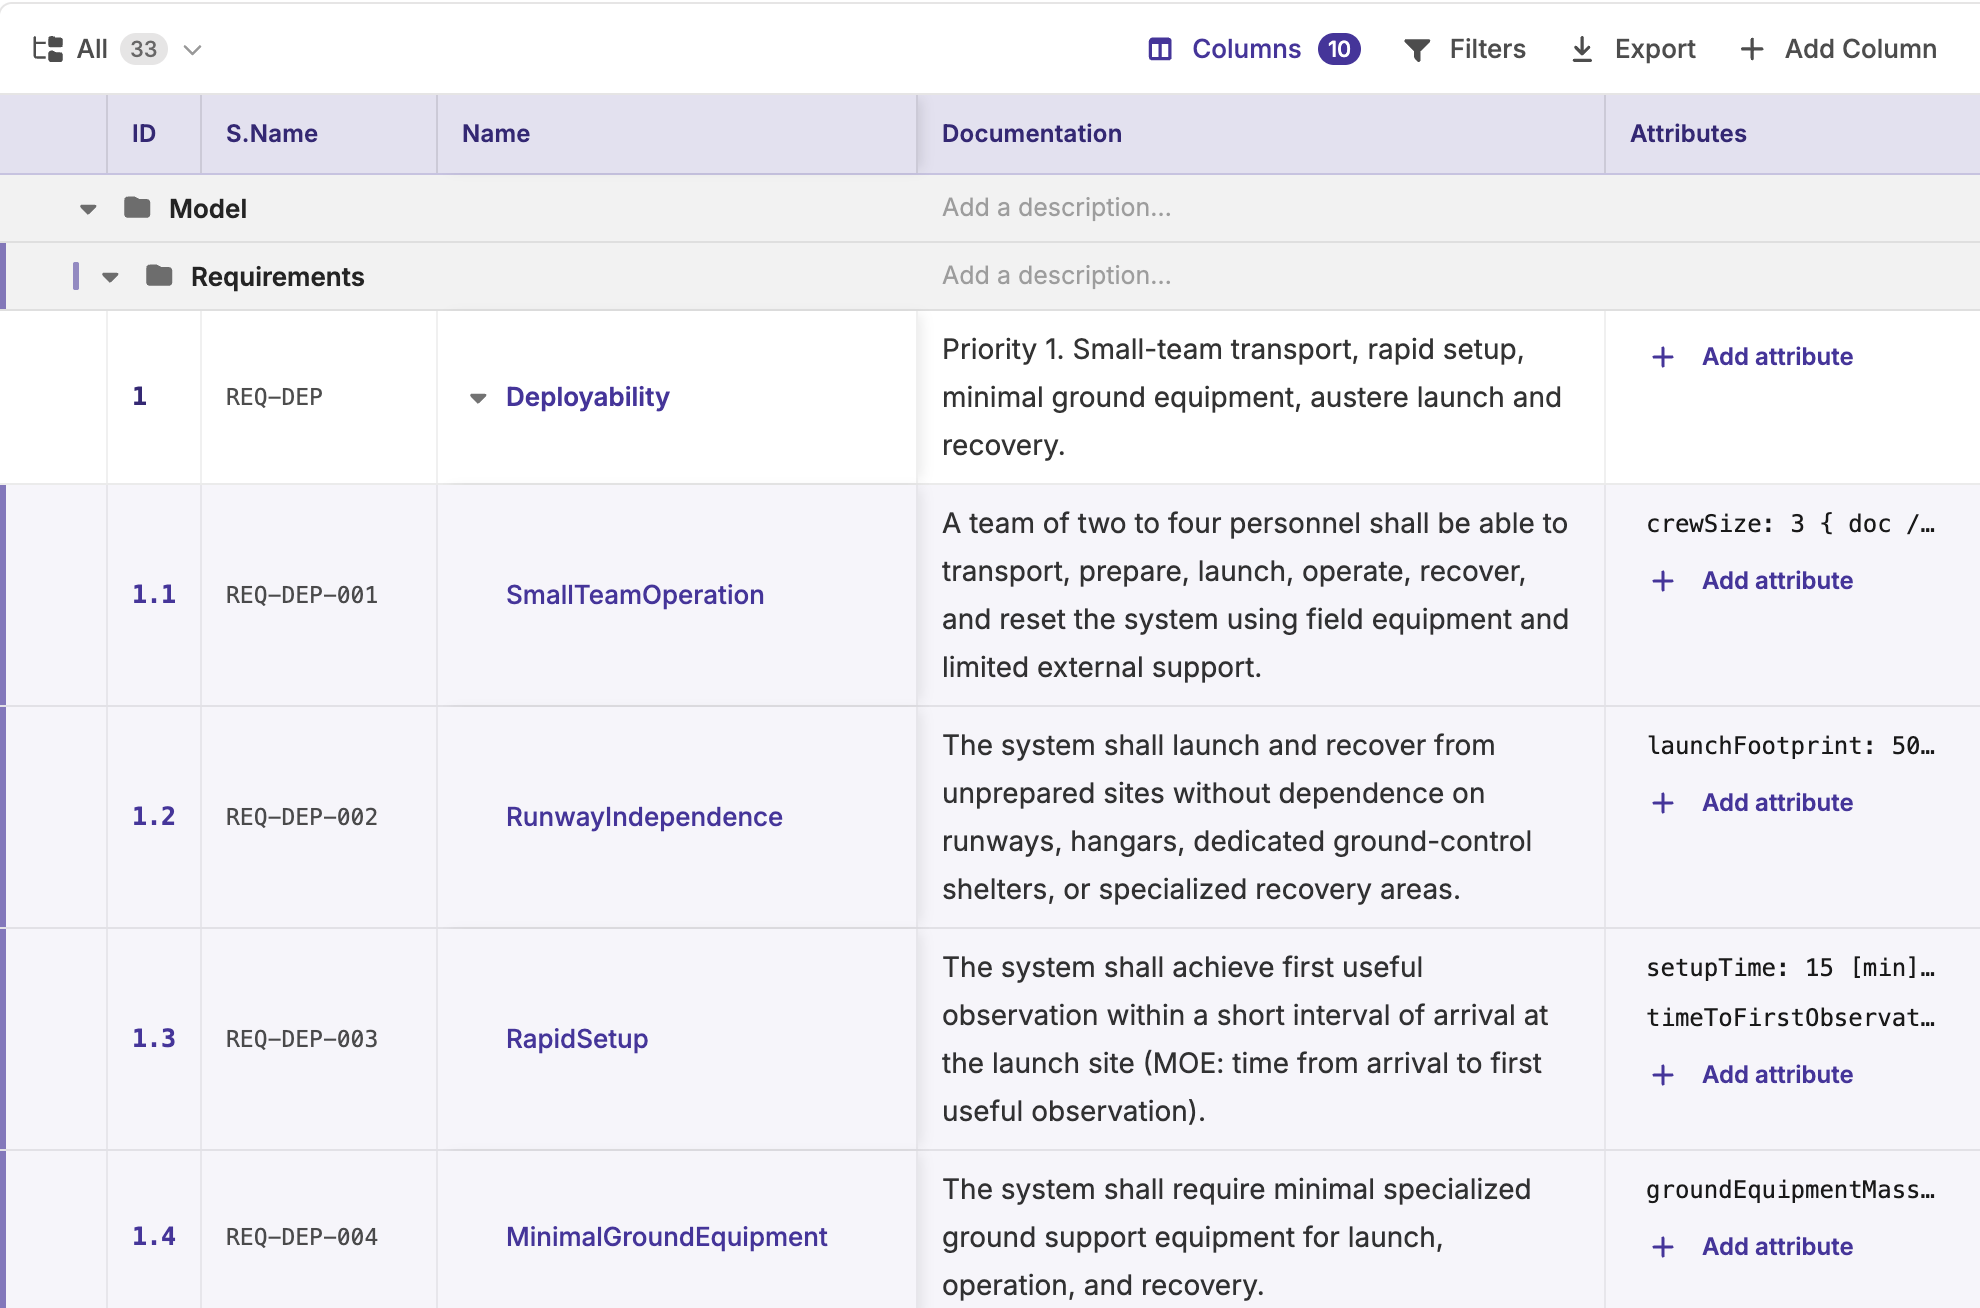 All 33
Columns 10
Filters
Export
+ Add Column
ID
S.Name
Name
Documentation
Attributes
Model
Add a description...
Requirements
Add a description...
1
REQ-DEP
Deployability
Priority 1. Small-team transport, rapid setup,
minimal ground equipment, austere launch and
recovery.
+ Add attribute
1.1
REQ-DEP-001
SmallTeamOperation
A team of two to four personnel shall be able to
transport, prepare, launch, operate, recover,
and reset the system using field equipment and
limited external support.
crewSize: 3 { doc /…
+ Add attribute
1.2
REQ-DEP-002
RunwayIndependence
The system shall launch and recover from
unprepared sites without dependence on
runways, hangars, dedicated ground-control
shelters, or specialized recovery areas.
launchFootprint: 50…
+ Add attribute
1.3
REQ-DEP-003
RapidSetup
The system shall achieve first useful
observation within a short interval of arrival at
the launch site (MOE: time from arrival to first
useful observation).
setupTime: 15 [min]…
timeToFirstObservat…
+ Add attribute
1.4
REQ-DEP-004
MinimalGroundEquipment
The system shall require minimal specialized
ground support equipment for launch,
operation, and recovery.
groundEquipmentMass…
+ Add attribute